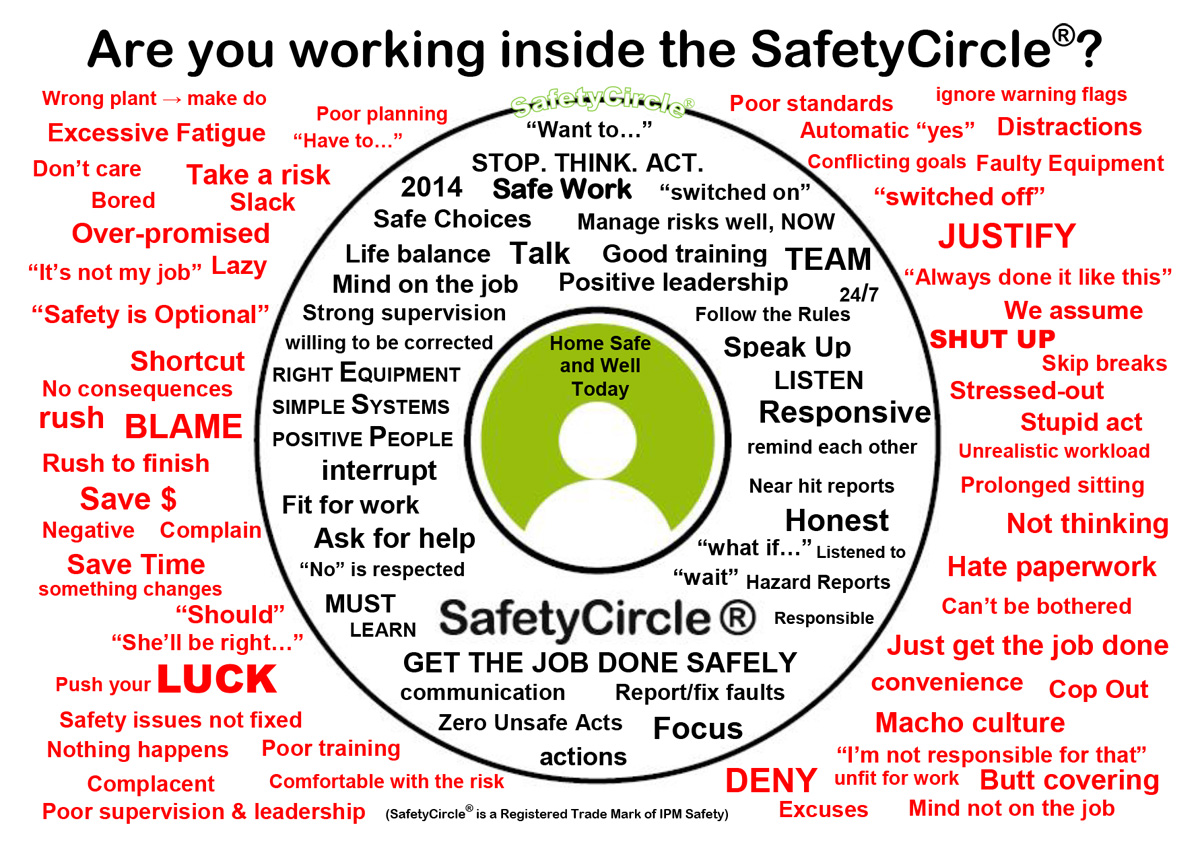 Are you working inside the SafetyCircle®?
Wrong plant → make do
Poor planning
Excessive Fatigue
“Have to…”
Don’t care
Take a risk
Bored
Slack
Over-promised
“It’s not my job”
Lazy
“Safety is Optional”
Shortcut
No consequences
rush
BLAME
Rush to finish
Save $
Negative
Complain
Save Time
something changes
“Should”
“She’ll be right…”
Push your LUCK
Safety issues not fixed
Nothing happens
Poor training
Complacent
Comfortable with the risk
Poor supervision & leadership
SafetyCircle®
“Want to…”
STOP. THINK. ACT.
2014
Safe Work
“switched on”
Safe Choices
Manage risks well, NOW
Life balance
Talk
Good training
TEAM
Mind on the job
Positive leadership
24/7
Strong supervision
Follow the Rules
willing to be corrected
Speak Up
RIGHT EQUIPMENT
LISTEN
SIMPLE SYSTEMS
Responsive
POSITIVE PEOPLE
remind each other
interrupt
Near hit reports
Fit for work
Honest
Ask for help
“what if…”
Listened to
“No” is respected
“wait”
Hazard Reports
MUST
LEARN
Responsible
Home Safe
and Well
Today
SafetyCircle ®
GET THE JOB DONE SAFELY
communication
Report/fix faults
Zero Unsafe Acts
Focus
actions
Poor standards
ignore warning flags
Automatic “yes”
Distractions
Conflicting goals
Faulty Equipment
“switched off”
JUSTIFY
“Always done it like this”
We assume
SHUT UP
Skip breaks
Stressed-out
Stupid act
Unrealistic workload
Prolonged sitting
Not thinking
Hate paperwork
Can’t be bothered
Just get the job done
convenience
Cop Out
Macho culture
“I’m not responsible for that”
DENY
unfit for work
Butt covering
Excuses
Mind not on the job
(SafetyCircle® is a Registered Trade Mark of IPM Safety)